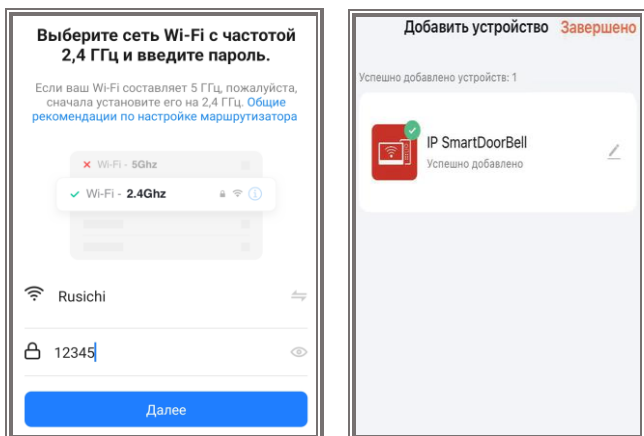 Выберите сеть Wi-Fi с частотой
2,4 ГГц и введите пароль.
Если ваш Wi-Fi составляет 5 ГГц, пожалуйста,
сначала установите его на 2,4 ГГц. Общие
рекомендации по настройке маршрутизатора
Wi-Fi - 5Ghz
Wi-Fi - 2.4Ghz
Rusichi
12345
Далее
Добавить устройство Завершено
Успешно добавлено устройств: 1
IP SmartDoorBell
Успешно добавлено